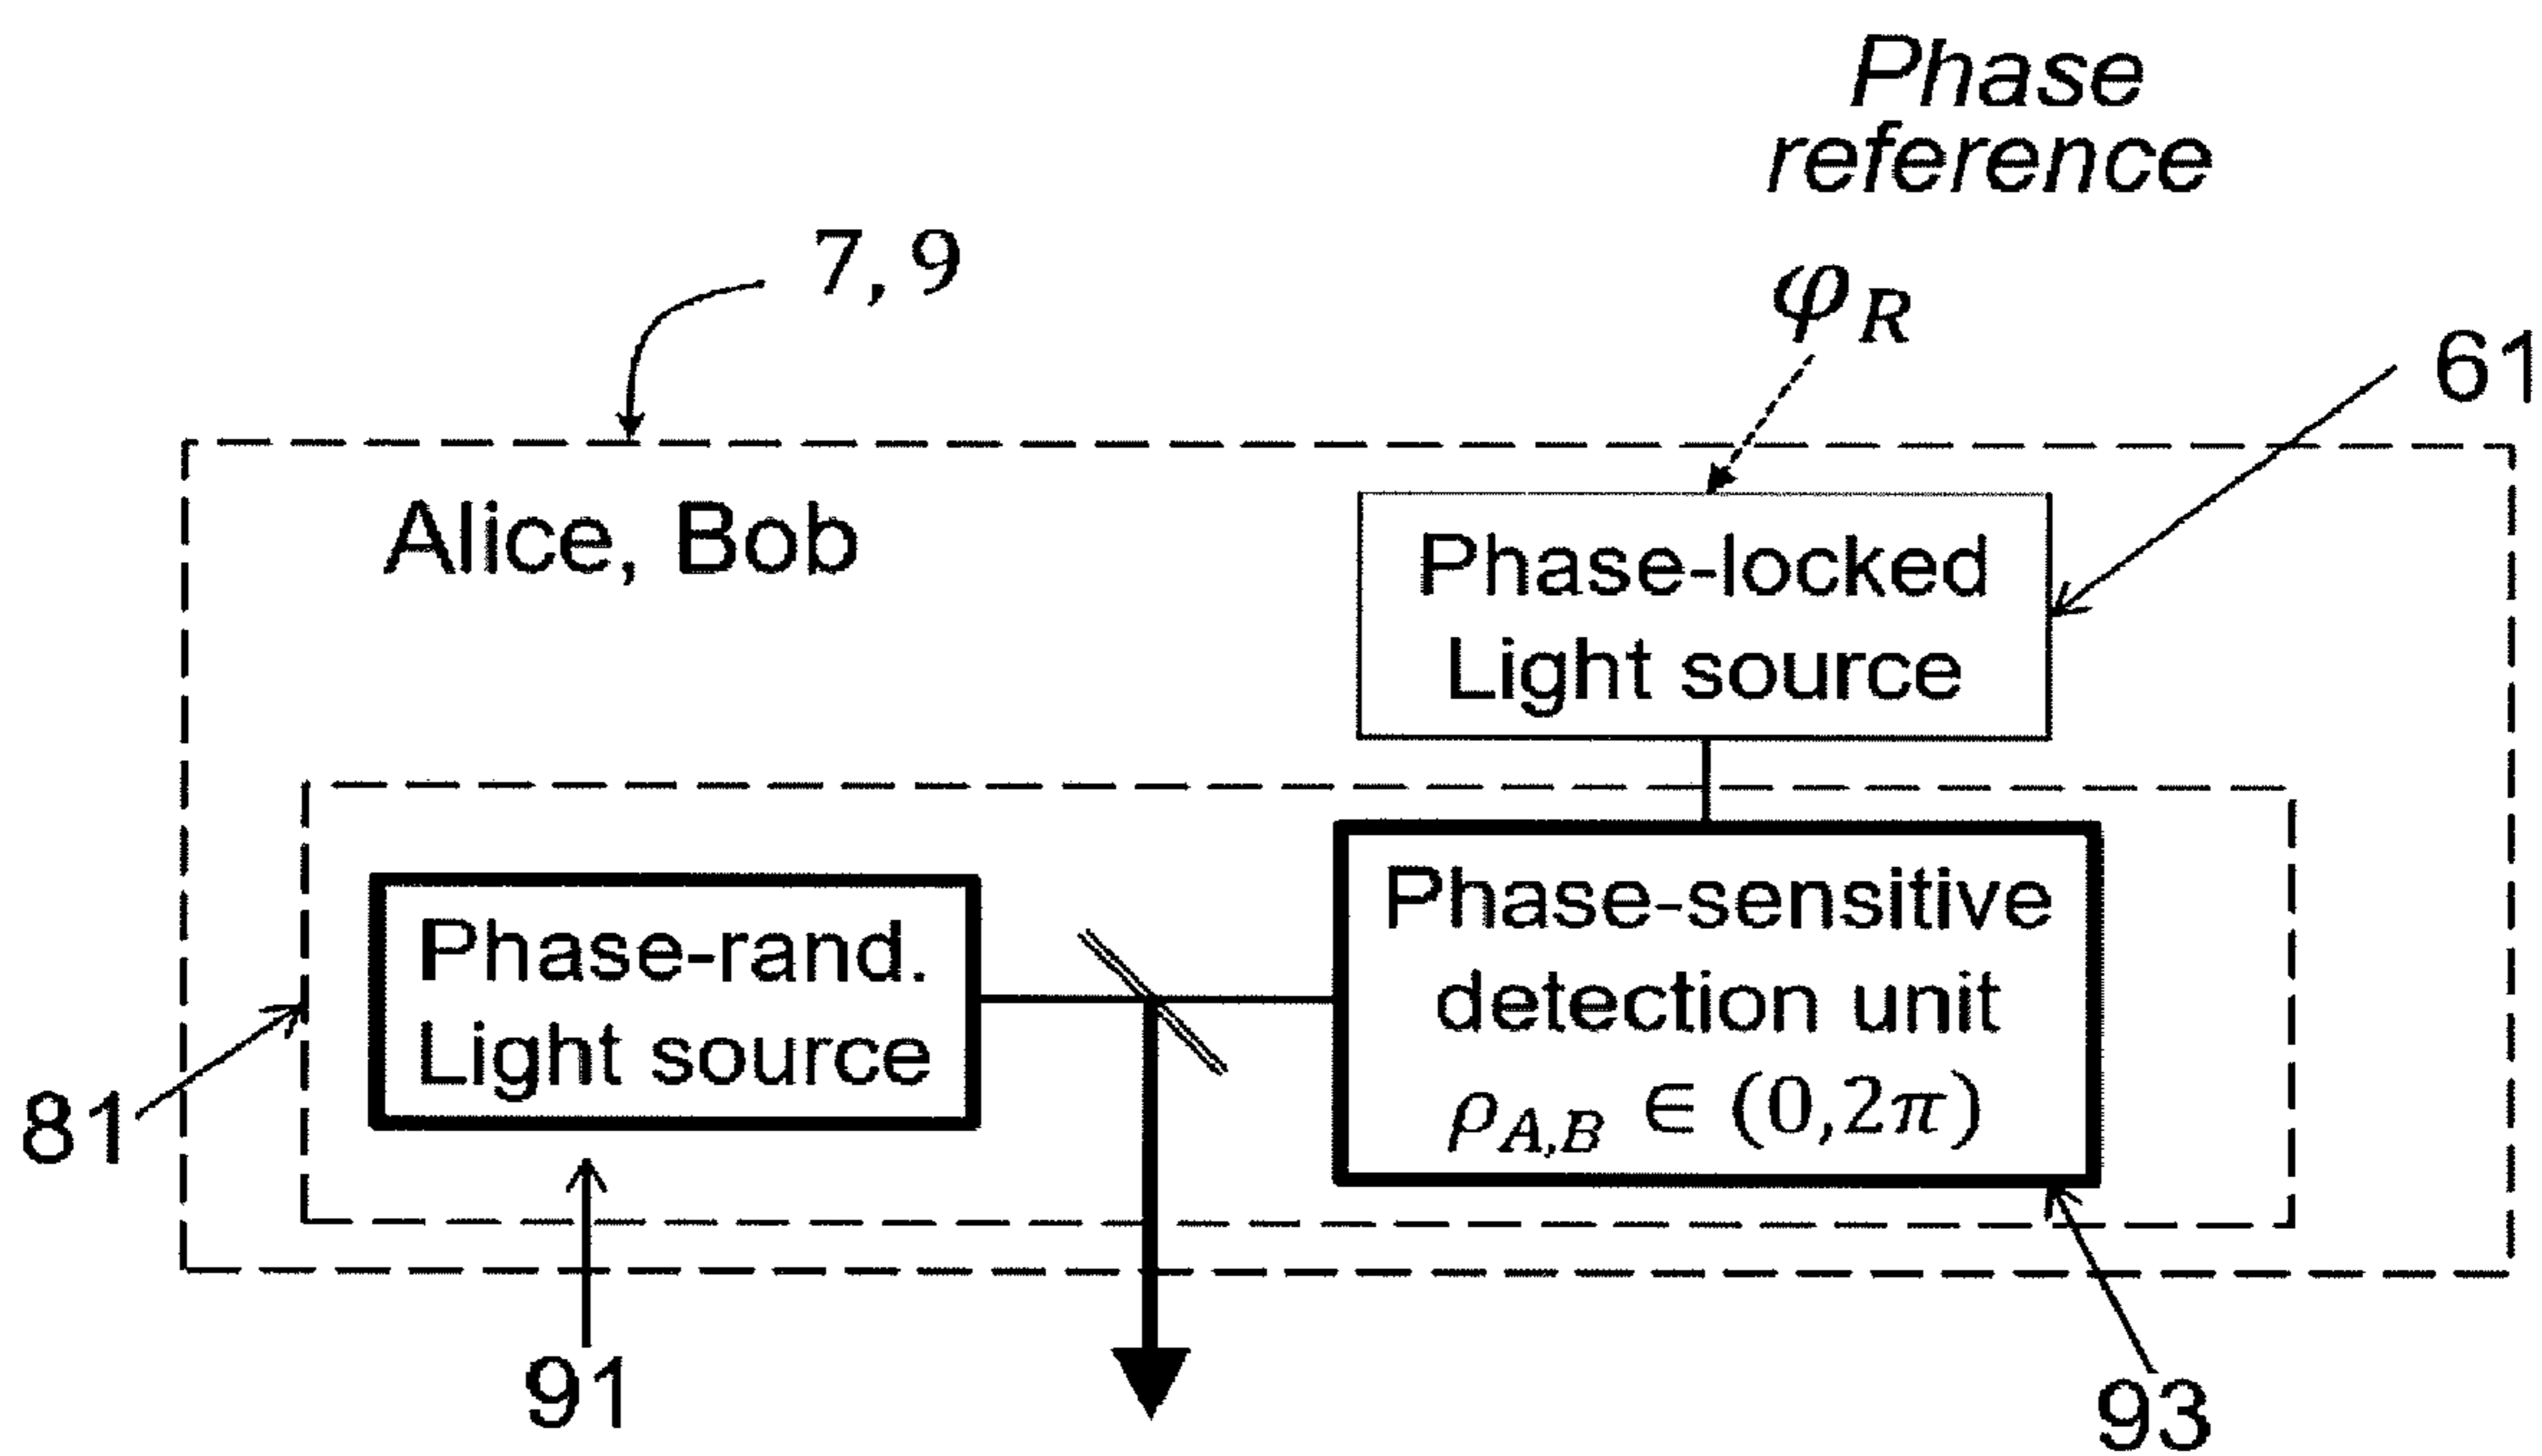 Phase
reference
φR
7, 9
61
Alice, Bob
Phase-locked
Light source
Phase-rand.
Light source
Phase-sensitive
detection unit
ρA,B ∈ (0,2π)
81
91
93